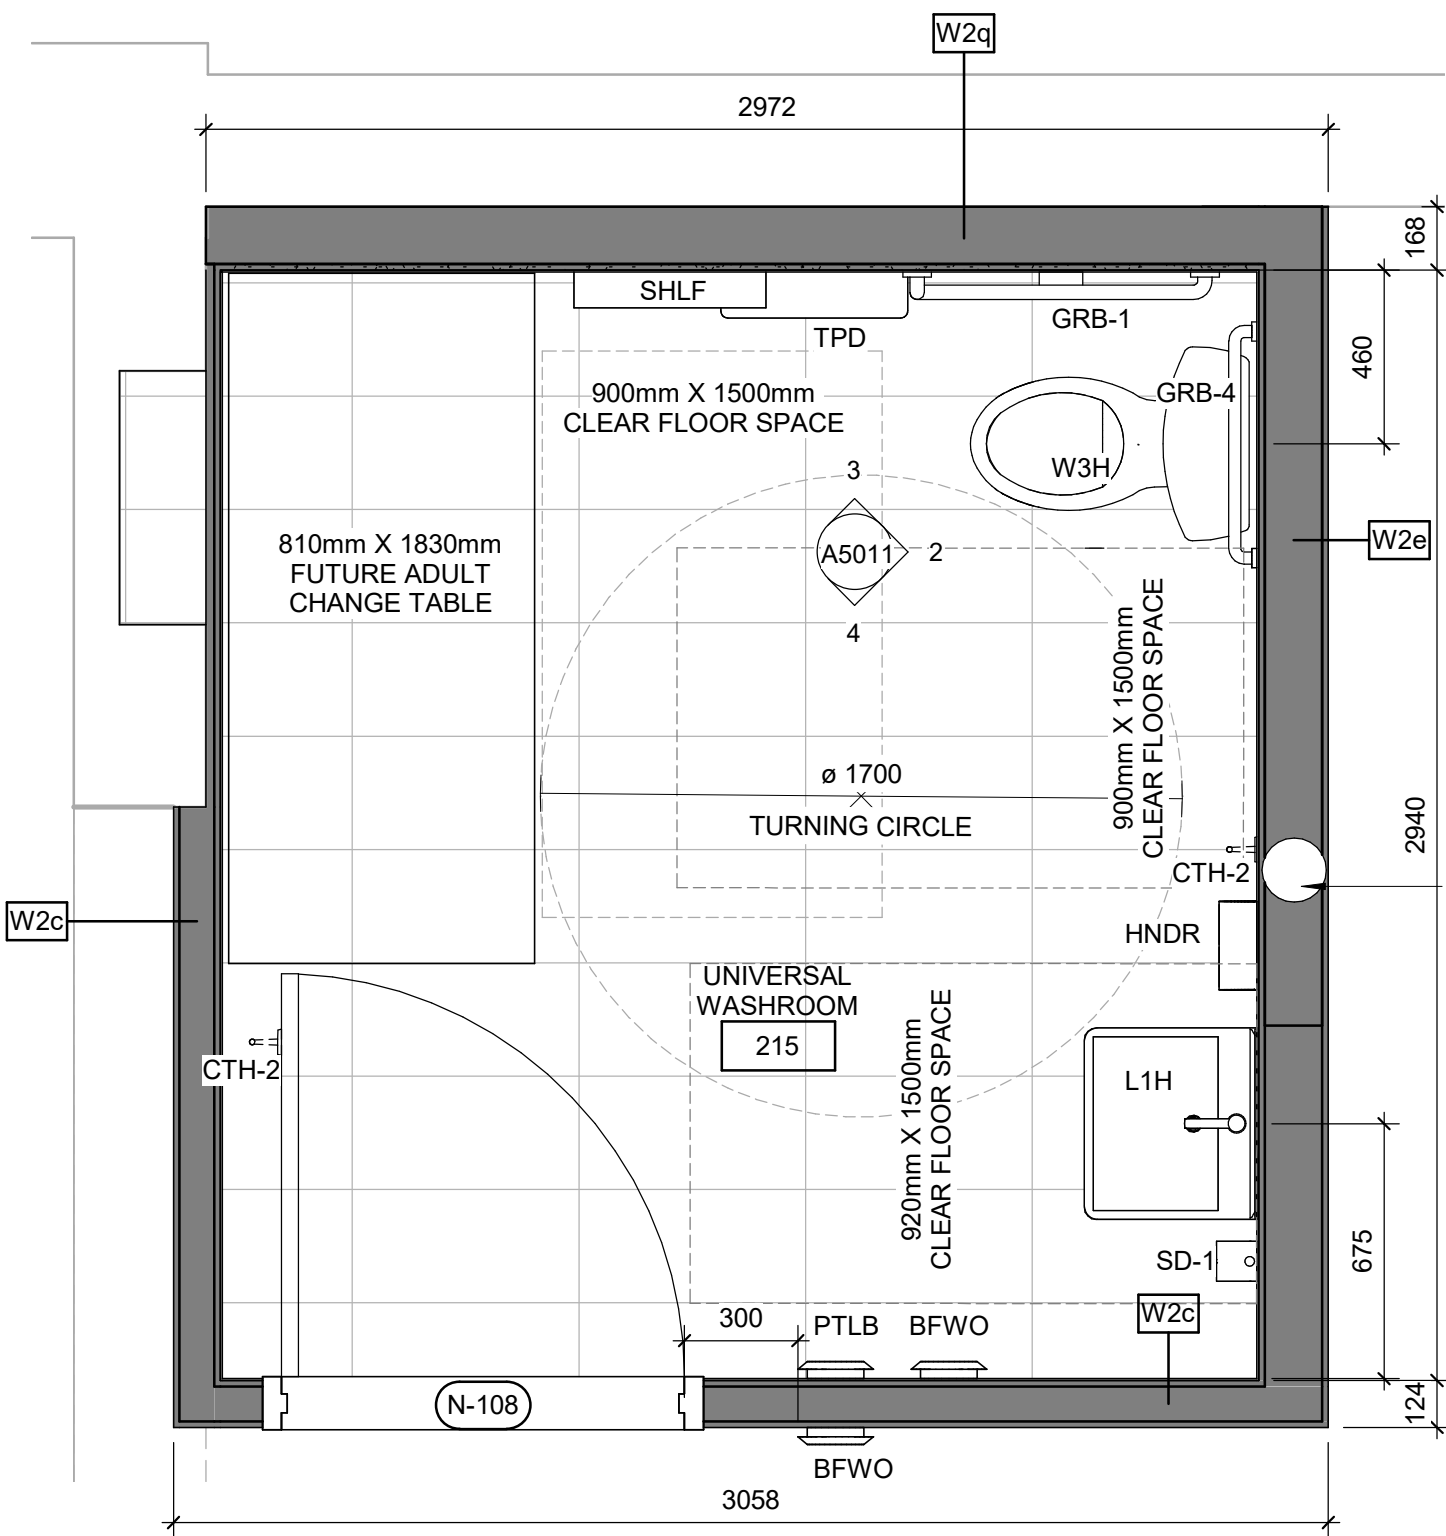 W2q
2972
168
SHLF
TPD
GRB-1
460
900mm X 1500mm
CLEAR FLOOR SPACE
GRB-4
W3H
3
A5011
2
4
W2e
810mm X 1830mm
FUTURE ADULT
CHANGE TABLE
900mm X 1500mm
CLEAR FLOOR SPACE
ø 1700
TURNING CIRCLE
2940
CTH-2
W2c
HNDR
UNIVERSAL
WASHROOM
215
920mm X 1500mm
CLEAR FLOOR SPACE
CTH-2
L1H
675
SD-1
300
PTLB
BFWO
W2c
N-108
124
BFWO
3058